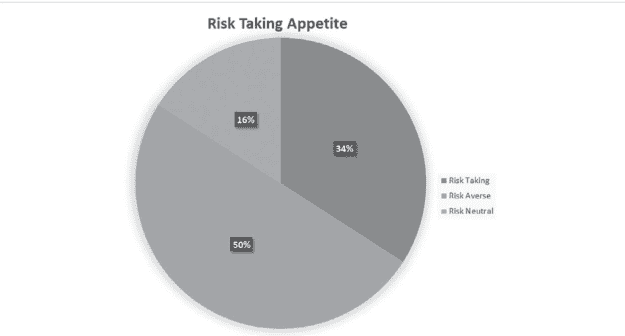 Risk Taking Appetite
16%
34%
50%
Risk Taking
Risk Averse
Risk Neutral